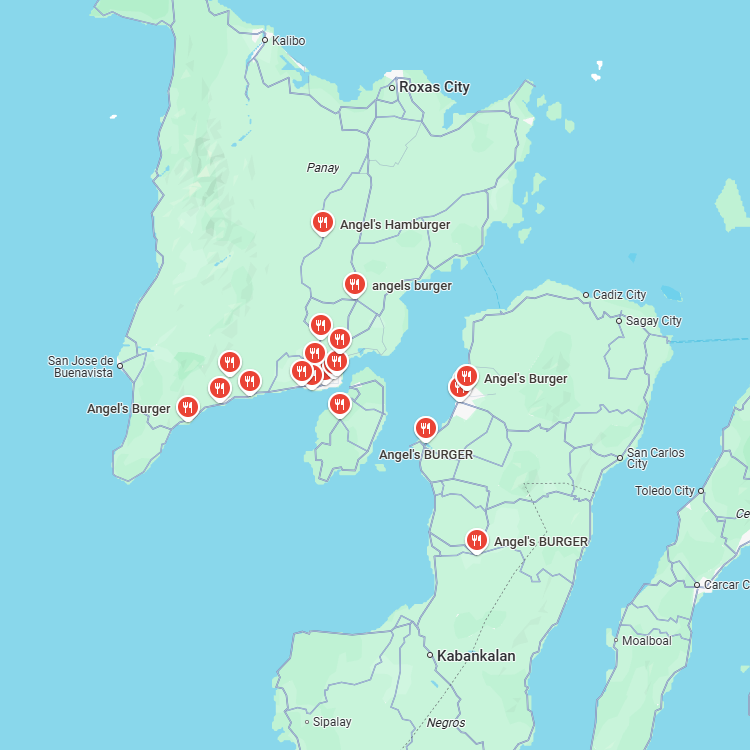 Kalibo
Roxas City
Panay
Angel's Hamburger
angels burger
Cadiz City
Sagay City
San Jose de
Buenavista
Angel's Burger
Angel's Burger
Angel's BURGER
San Carlos
City
Toledo City
Ce
Angel's BURGER
Carcar C
Moalboal
Kabankalan
Sipalay
Negros